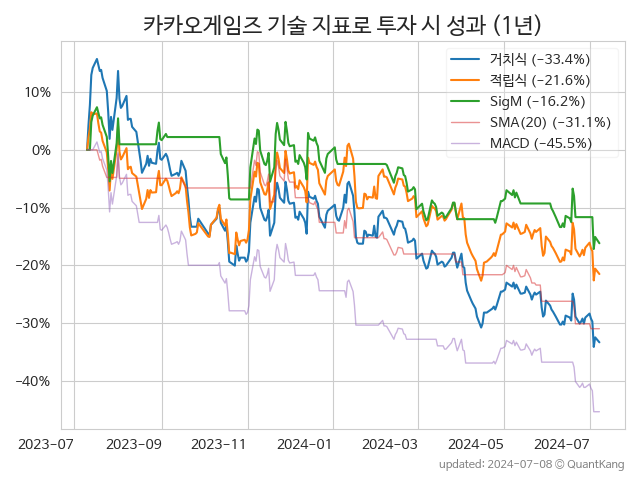 카카오게임즈 기술 지표로 투자 시 성과 (1년)
거치식 (−33.4%)
적립식 (−21.6%)
SigM (−16.2%)
SMA(20) (−31.1%)
MACD (−45.5%)
10%
0%
−10%
−20%
−30%
−40%
2023-07 2023-09 2023-11 2024-01 2024-03 2024-05 2024-07
updated: 2024-07-08 © QuantKang